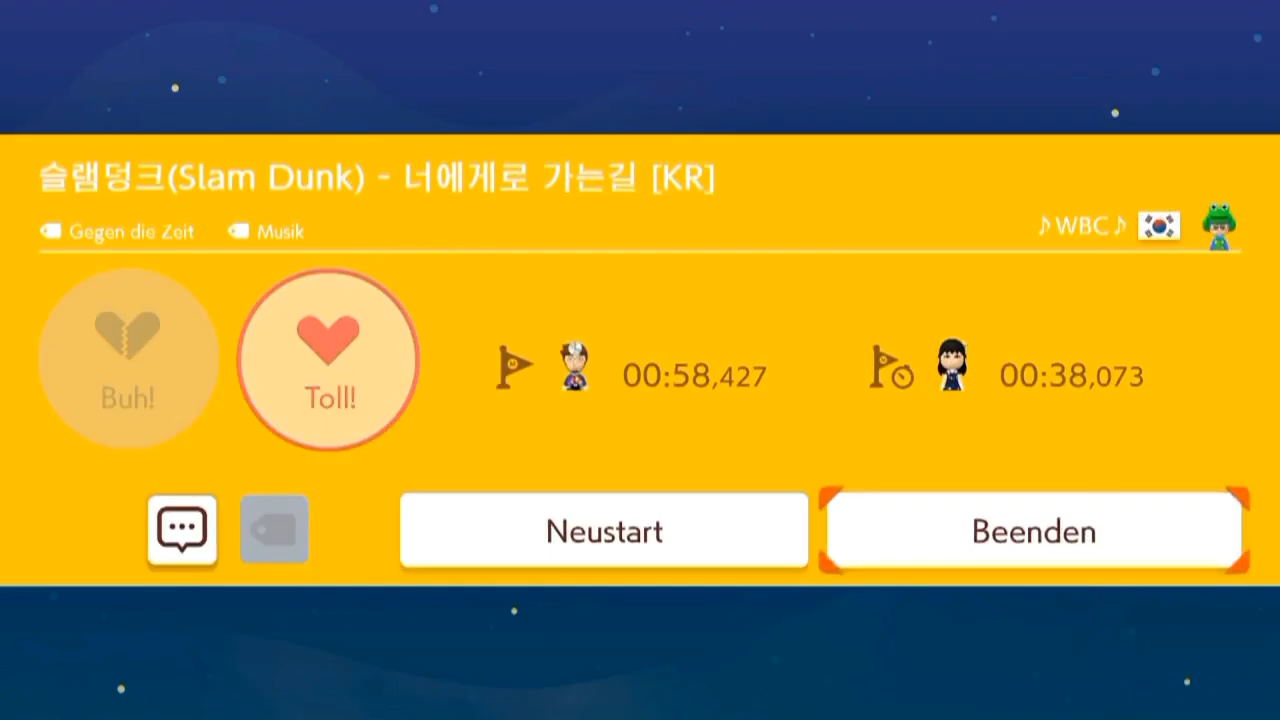 슬램덩크(Slam Dunk) - 너에게로 가는길 [KR]
Gegen die Zeit Musik
♪WBC♪
Buh!
Toll!
00:58,427
00:38,073
Neustart
Beenden